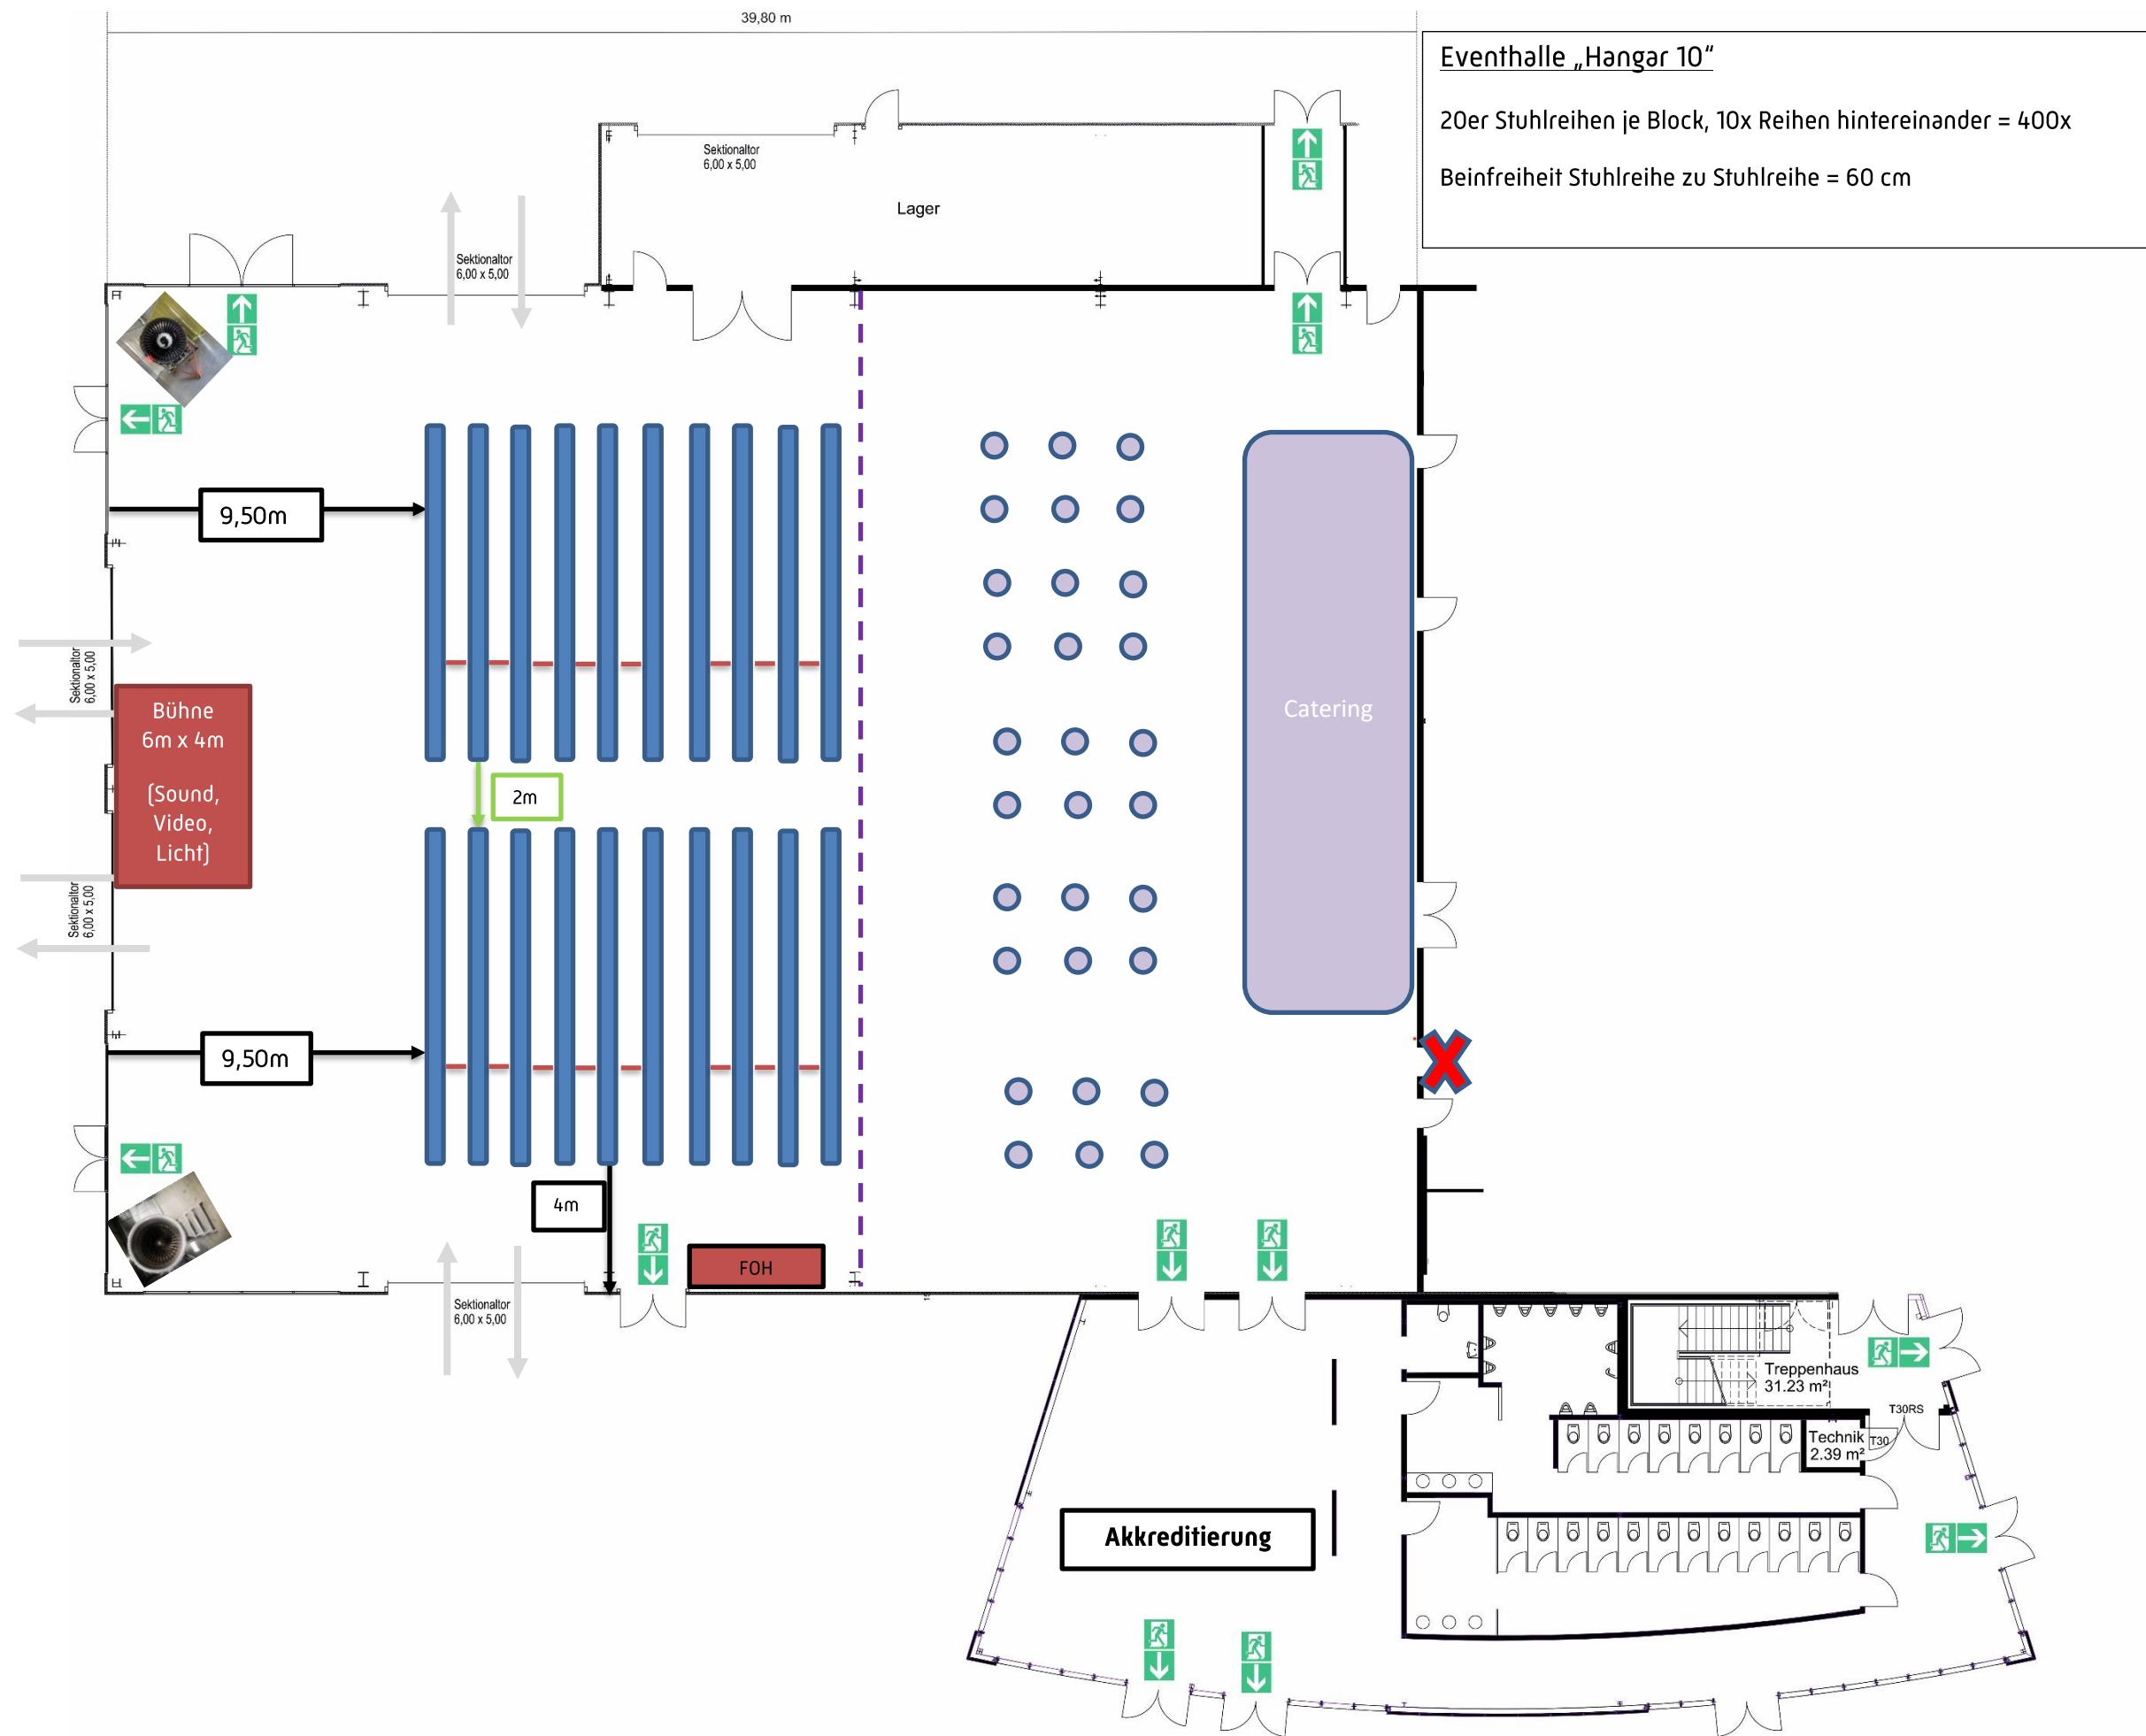 39,80 m
Eventhalle „Hangar 10“
20er Stuhlreihen je Block, 10x Reihen hintereinander = 400x
Beinfreiheit Stuhlreihe zu Stuhlreihe = 60 cm
Sektionaltor
6,00 x 5,00
Lager
Sektionaltor
6,00 x 5,00
9,50m
Sektionaltor
6,00 x 5,00
Bühne
6m x 4m
(Sound,
Video,
Licht)
Catering
2m
Sektionaltor
6,00 x 5,00
9,50m
4m
FOH
Sektionaltor
6,00 x 5,00
Treppenhaus
31.23 m²
T30RS
Technik
2.39 m²
T30
Akkreditierung